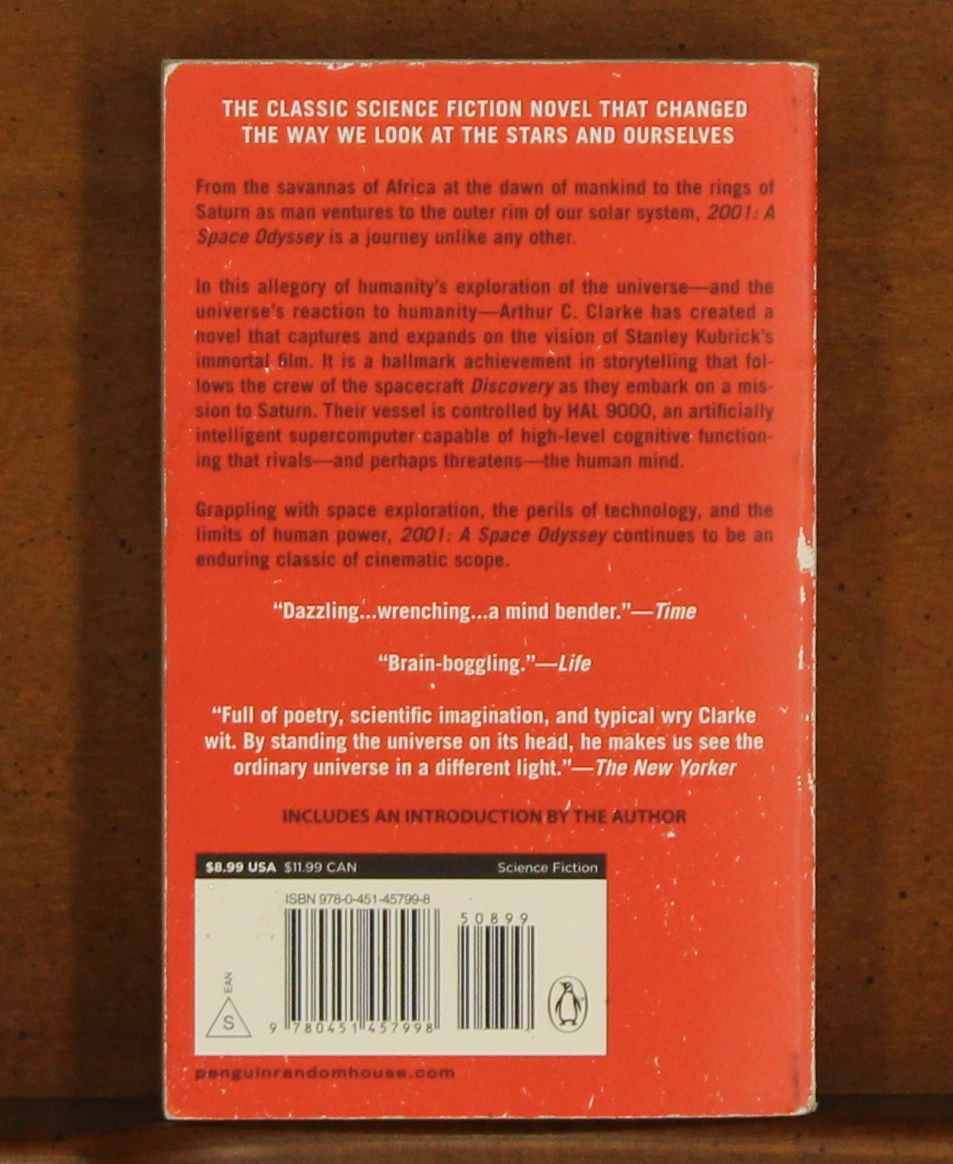 THE CLASSIC SCIENCE FICTION NOVEL THAT CHANGED
THE WAY WE LOOK AT THE STARS AND OURSELVES
From the savannas of Africa at the dawn of mankind to the rings of
Saturn as man ventures to the outer rim of our solar system, 2001: A
Space Odyssey is a journey unlike any other.
In this allegory of humanity's exploration of the universe—and the
universe's reaction to humanity—Arthur C. Clarke has created a
novel that captures and expands on the vision of Stanley Kubrick's
immortal film. It is a hallmark achievement in storytelling that fol-
lows the crew of the spacecraft Discovery as they embark on a mis-
sion to Saturn. Their vessel is controlled by HAL 9000, an artificially
intelligent supercomputer capable of high-level cognitive function-
ing that rivals—and perhaps threatens—the human mind.
Grappling with space exploration, the perils of technology, and the
limits of human power, 2001: A Space Odyssey continues to be an
enduring classic of cinematic scope.
“Dazzling...wrenching...a mind bender.”—Time
“Brain-boggling.”—Life
“Full of poetry, scientific imagination, and typical wry Clarke
wit. By standing the universe on its head, he makes us see the
ordinary universe in a different light.”—The New Yorker
INCLUDES AN INTRODUCTION BY THE AUTHOR
$8.99 USA $11.99 CAN Science Fiction
ISBN 978-0-451-45799-8
50899
EAN
S
9 780451 457998
penguinrandomhouse.com